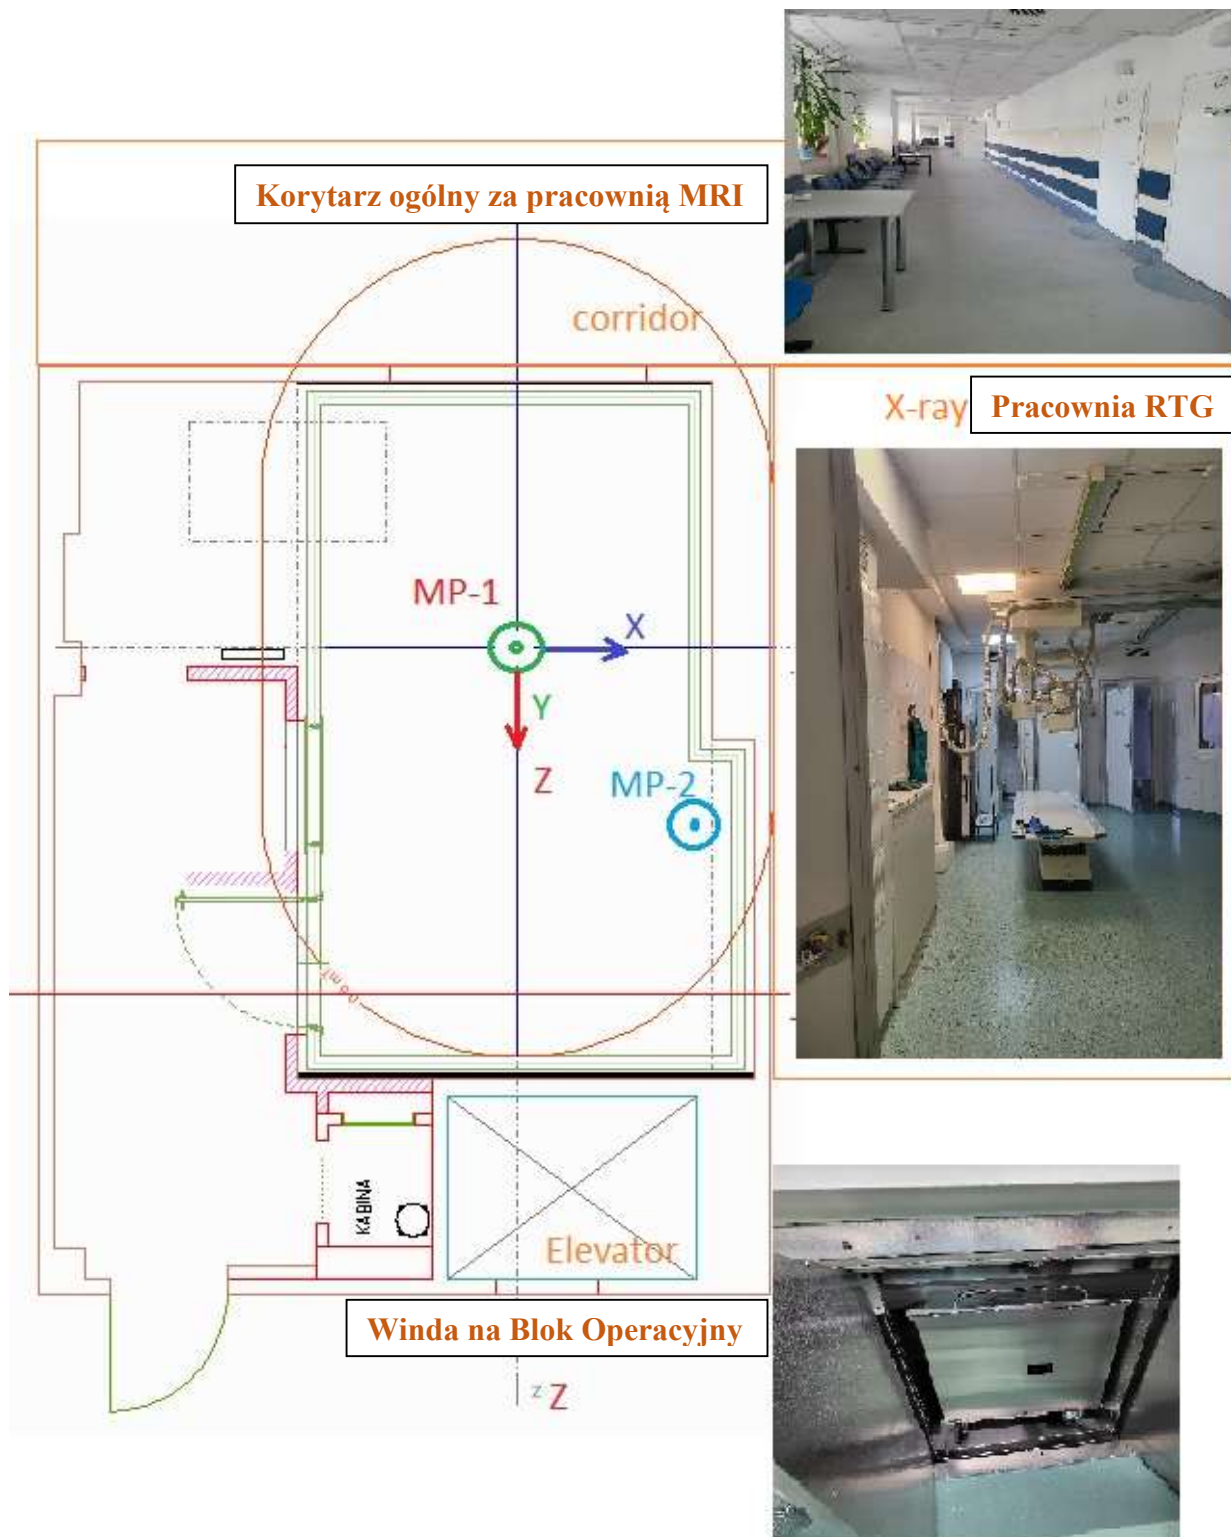 Korytarz ogólny za pracownią MRI
corridor
X-ray
Pracownia RTG
MP-1
X
Y
Z
MP-2
KABINA
Elevator
Winda na Blok Operacyjny
z Z